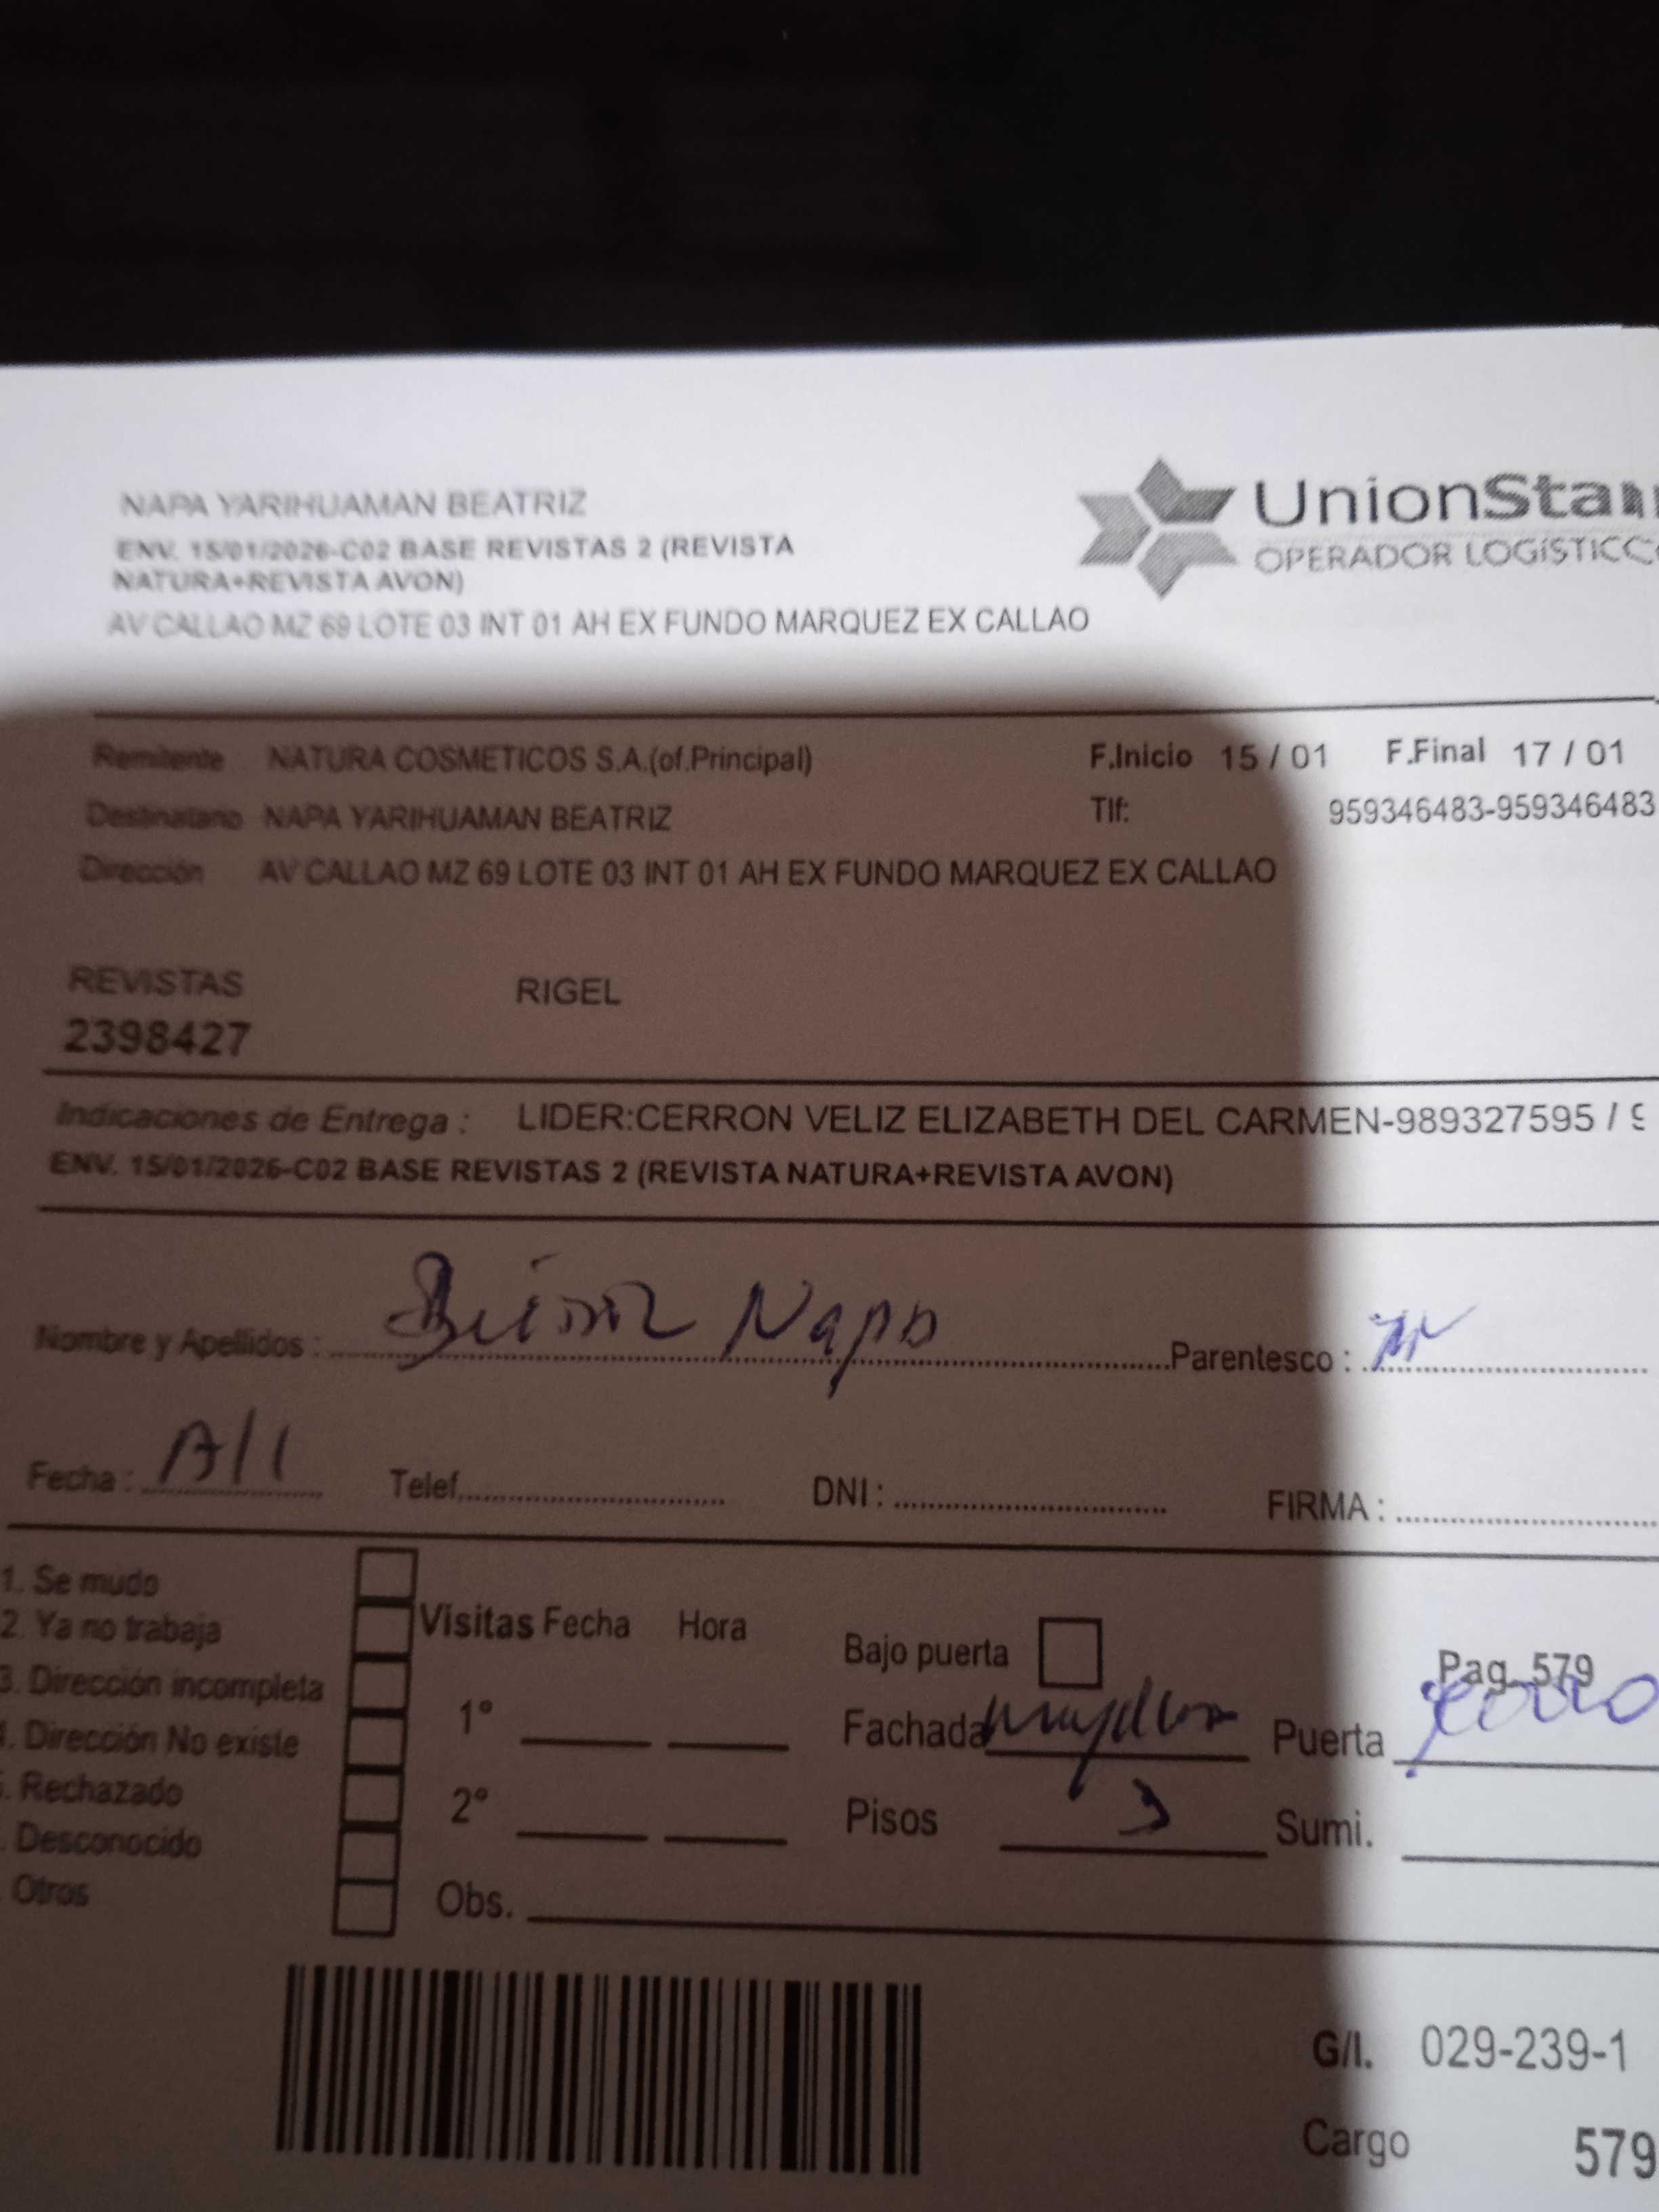 NAPA YARIHUAMAN BEATRIZ
ENV. 15/01/2026-C02 BASE REVISTAS 2 (REVISTA
NATURA+REVISTA AVON)
AV CALLAO MZ 69 LOTE 03 INT 01 AH EX FUNDO MARQUEZ EX CALLAO
UnionStar
OPERADOR LOGÍSTICO
Remitente NATURA COSMETICOS S.A.(of.Principal) F.Inicio 15 / 01 F.Final 17 / 01
Destinatario NAPA YARIHUAMAN BEATRIZ Tlf: 959346483-959346483
Dirección AV CALLAO MZ 69 LOTE 03 INT 01 AH EX FUNDO MARQUEZ EX CALLAO
REVISTAS RIGEL
2398427
Indicaciones de Entrega : LIDER:CERRON VELIZ ELIZABETH DEL CARMEN-989327595 / 9
ENV. 15/01/2026-C02 BASE REVISTAS 2 (REVISTA NATURA+REVISTA AVON)
Nombre y Apellidos : Napa Parentesco :
Fecha : Telef. DNI : FIRMA :
1. Se mudo
2. Ya no trabaja
3. Dirección incompleta
. Dirección No existe
. Rechazado
. Desconocido
Otros
Visitas Fecha Hora
1°
2°
Obs.
Bajo puerta
Fachada Puerta
Pisos 3 Sumi.
Pag. 579
G/I. 029-239-1
Cargo 579